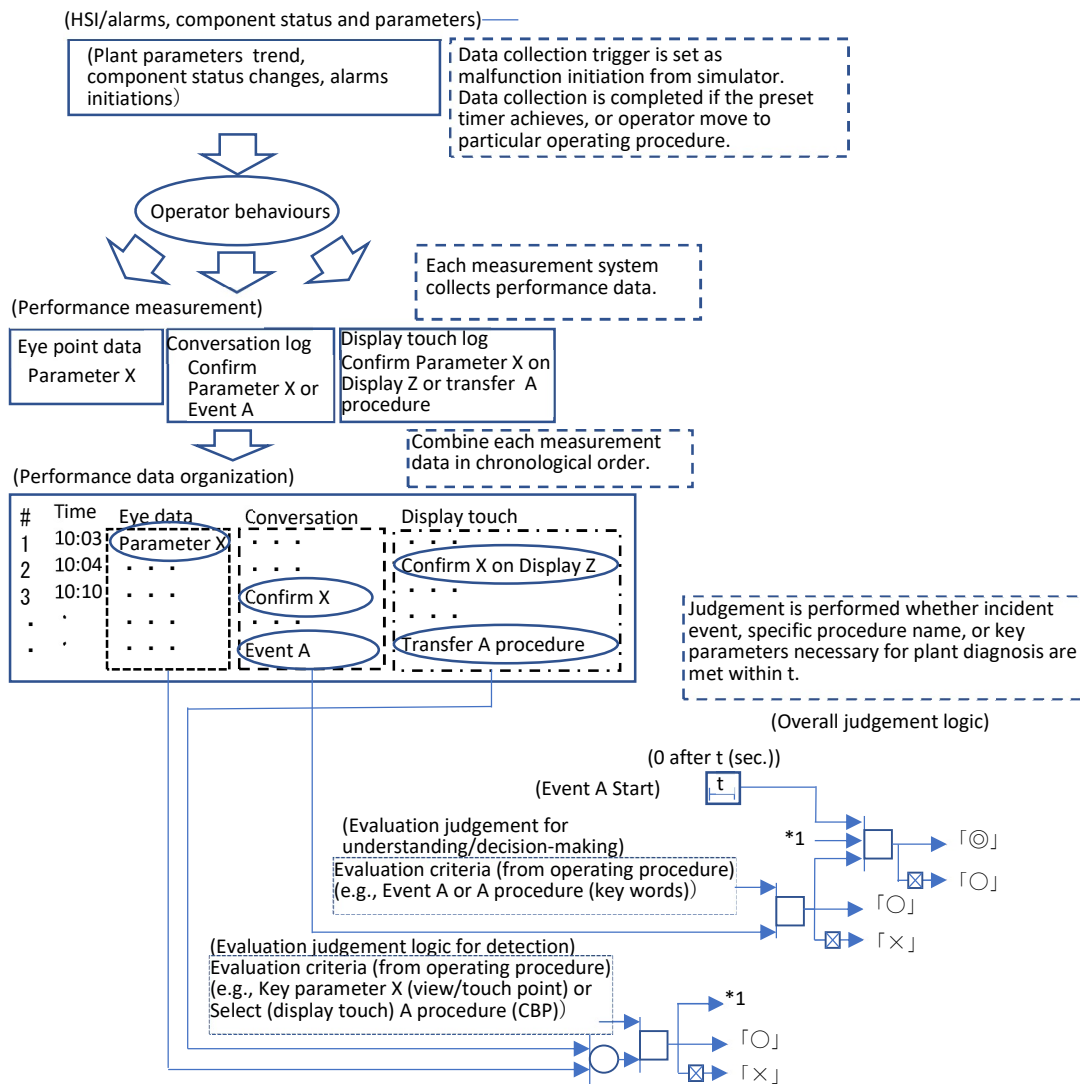 (HSI/alarms, component status and parameters)
(Plant parameters trend,
component status changes, alarms
initiations）
Data collection trigger is set as
malfunction initiation from simulator.
Data collection is completed if the preset
timer achieves, or operator move to
particular operating procedure.
Operator behaviours
Each measurement system
collects performance data.
(Performance measurement)
Eye point data
Parameter X
Conversation log
Confirm
Parameter X or
Event A
Display touch log
Confirm Parameter X on
Display Z or transfer A
procedure
Combine each measurement
data in chronological order.
(Performance data organization)
# Time Eye data Conversation Display touch
1 10:03 Parameter X ・・・ ・・・
2 10:04 ・・・ ・・・ Confirm X on Display Z
3 10:10 ・・・ Confirm X ・・・
. . ・・・ ・・・ ・・・
. . ・・・ Event A Transfer A procedure
Judgement is performed whether incident
event, specific procedure name, or key
parameters necessary for plant diagnosis are
met within t.
(Overall judgement logic)
(0 after t (sec.))
(Event A Start)
t
(Evaluation judgement for
understanding/decision-making)
Evaluation criteria (from operating procedure)
(e.g., Event A or A procedure (key words)）
*1
「◎」
「○」
「○」
「×」
(Evaluation judgement logic for detection)
Evaluation criteria (from operating procedure)
(e.g., Key parameter X (view/touch point) or
Select (display touch) A procedure (CBP)）
*1
「○」
「×」